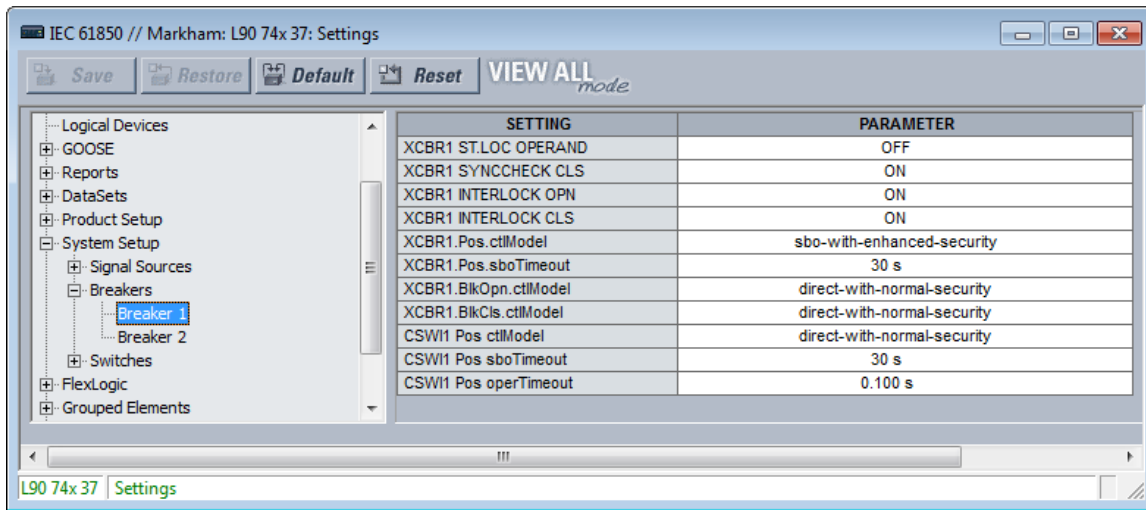 IEC 61850 // Markham: L90 74x 37: Settings
Save Restore Default Reset VIEW ALL mode
Logical Devices
GOOSE
Reports
DataSets
Product Setup
System Setup
Signal Sources
Breakers
Breaker 1
Breaker 2
Switches
FlexLogic
Grouped Elements
SETTING PARAMETER
XCBR1 ST.LOC OPERAND OFF
XCBR1 SYNCCHECK CLS ON
XCBR1 INTERLOCK OPN ON
XCBR1 INTERLOCK CLS ON
XCBR1.Pos.ctlModel sbo-with-enhanced-security
XCBR1.Pos.sboTimeout 30 s
XCBR1.BlkOpn.ctlModel direct-with-normal-security
XCBR1.BlkCls.ctlModel direct-with-normal-security
CSWI1 Pos ctlModel direct-with-normal-security
CSWI1 Pos sboTimeout 30 s
CSWI1 Pos operTimeout 0.100 s
L90 74x 37 Settings